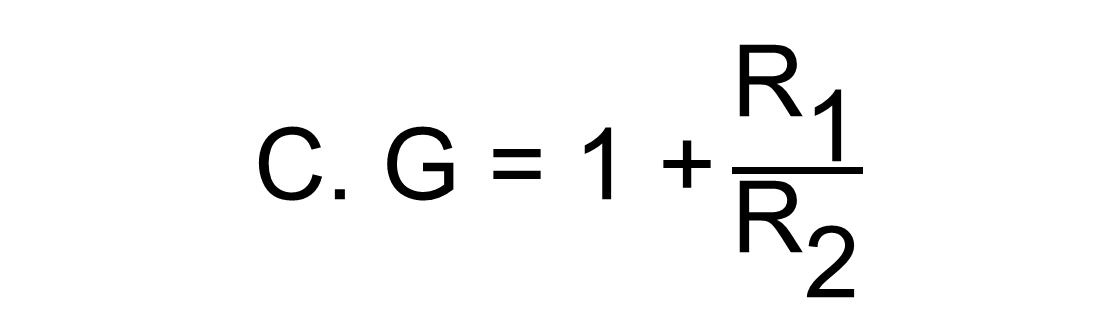 C. G = 1 + R₁/R₂